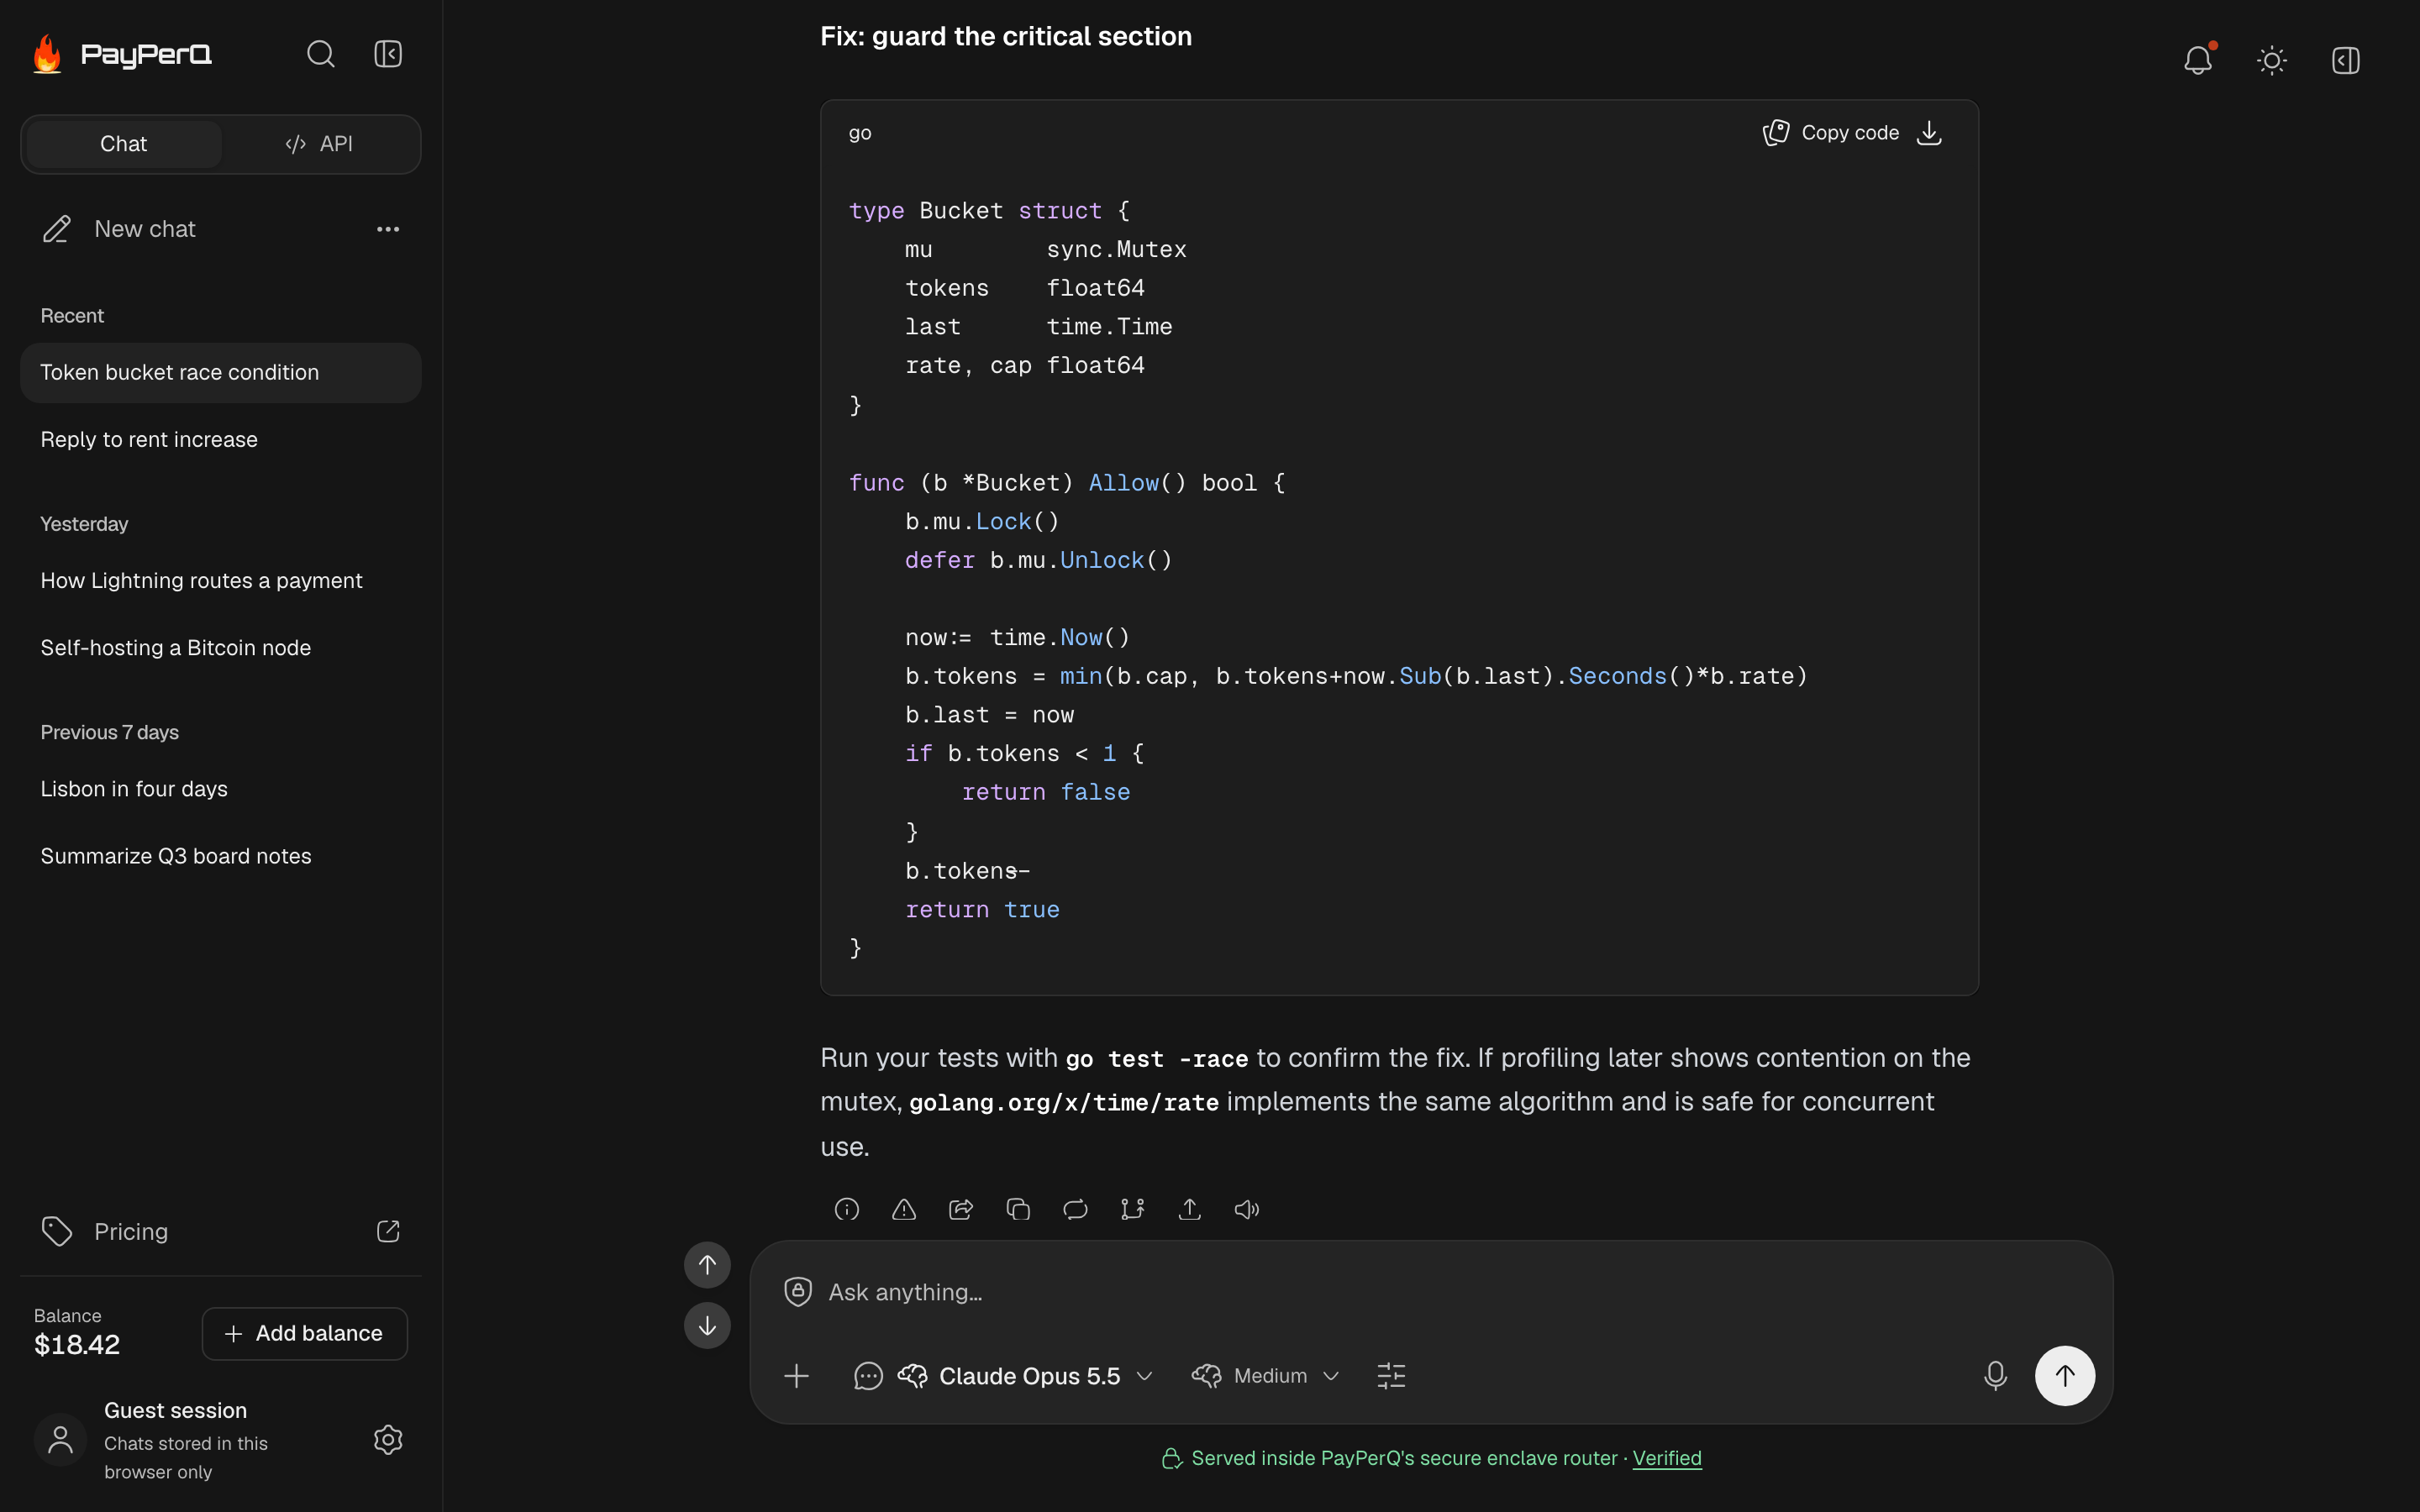 PayPerQ
Chat
</> API
New chat
Recent
Token bucket race condition
Reply to rent increase
Yesterday
How Lightning routes a payment
Self-hosting a Bitcoin node
Previous 7 days
Lisbon in four days
Summarize Q3 board notes
Pricing
Balance
$18.42
Add balance
Guest session
Chats stored in this
browser only
Fix: guard the critical section
go
Copy code
type Bucket struct {
    mu        sync.Mutex
    tokens    float64
    last      time.Time
    rate, cap float64
}
func (b *Bucket) Allow() bool {
    b.mu.Lock()
    defer b.mu.Unlock()
    now:= time.Now()
    b.tokens = min(b.cap, b.tokens+now.Sub(b.last).Seconds()*b.rate)
    b.last = now
    if b.tokens < 1 {
        return false
    }
    b.tokens--
    return true
}
Run your tests with go test -race to confirm the fix. If profiling later shows contention on the
mutex, golang.org/x/time/rate implements the same algorithm and is safe for concurrent
use.
Ask anything...
Claude Opus 5.5
Medium
Served inside PayPerQ's secure enclave router · Verified